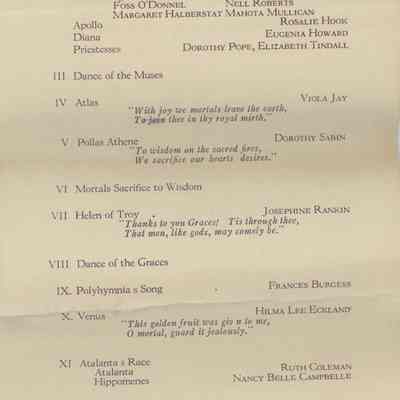 Foss O'Donnel Nell Roberts
Margaret Halberstat Mahota Mullican
Apollo Rosalie Hook
Diana Eugenia Howard
Priestesses Dorothy Pope, Elizabeth Tindall
III Dance of the Muses
IV Atlas Viola Jay
"With joy we mortals leave the earth,
To join thee in thy royal mirth."
V Pollas Athene Dorothy Sabin
"To wisdom on the sacred fires,
We sacrifice our hearts desires."
VI Mortals Sacrifice to Wisdom
VII Helen of Troy Josephine Rankin
"Thanks to you Graces! Tis through thee,
That men, like gods, may comely be."
VIII Dance of the Graces
IX. Polyhymnia s Song Frances Burgess
X. Venus Hilma Lee Eckland
"This golden fruit was giv n to me,
O mortal, guard it jealously."
XI Atalanta s Race
Atalanta Ruth Coleman
Hippomenes Nancy Belle Campbelle